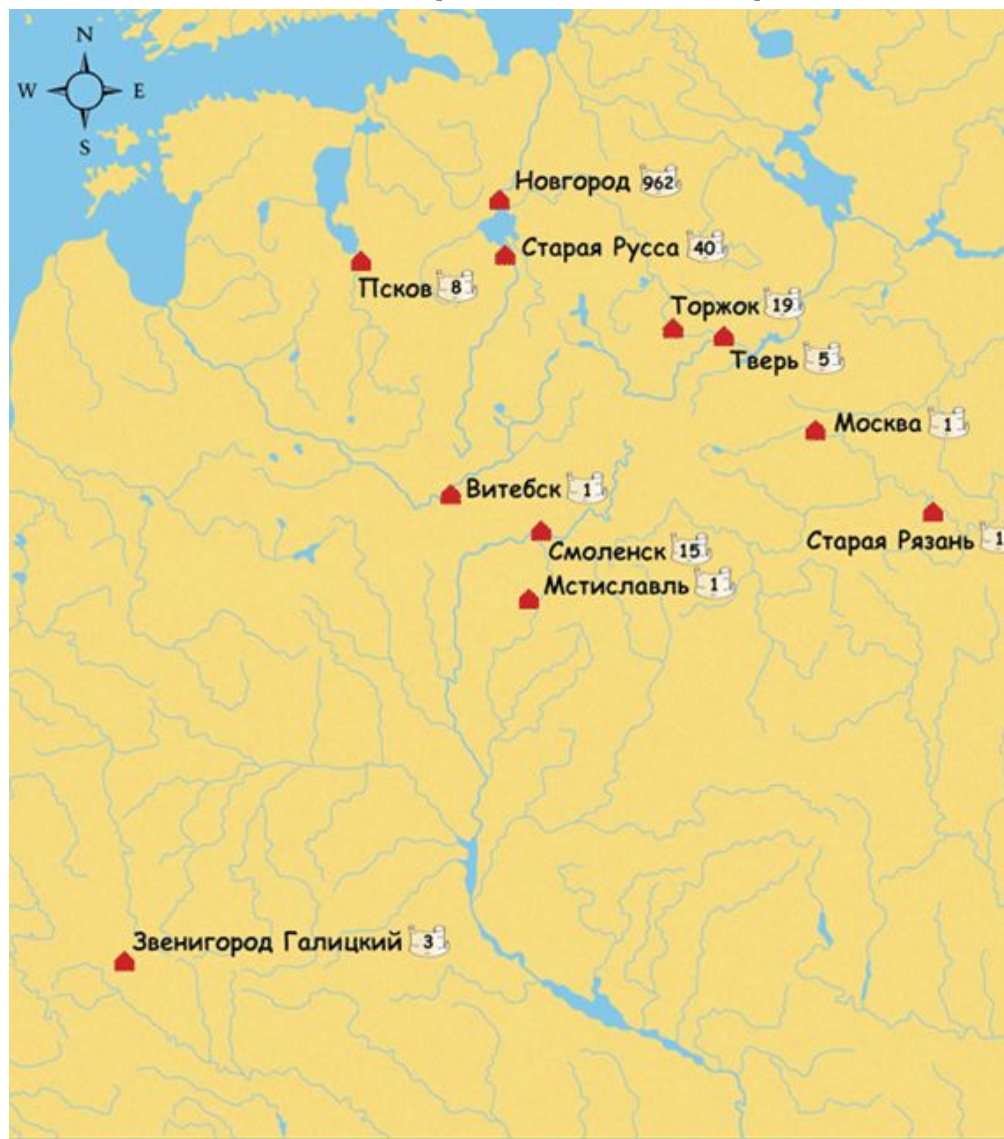 N
W E
S
Новгород 962
Старая Русса 40
Псков 8
Торжок 19
Тверь 5
Москва 1
Витебск 1
Старая Рязань 1
Смоленск 15
Мстиславль 1
Звенигород Галицкий 3